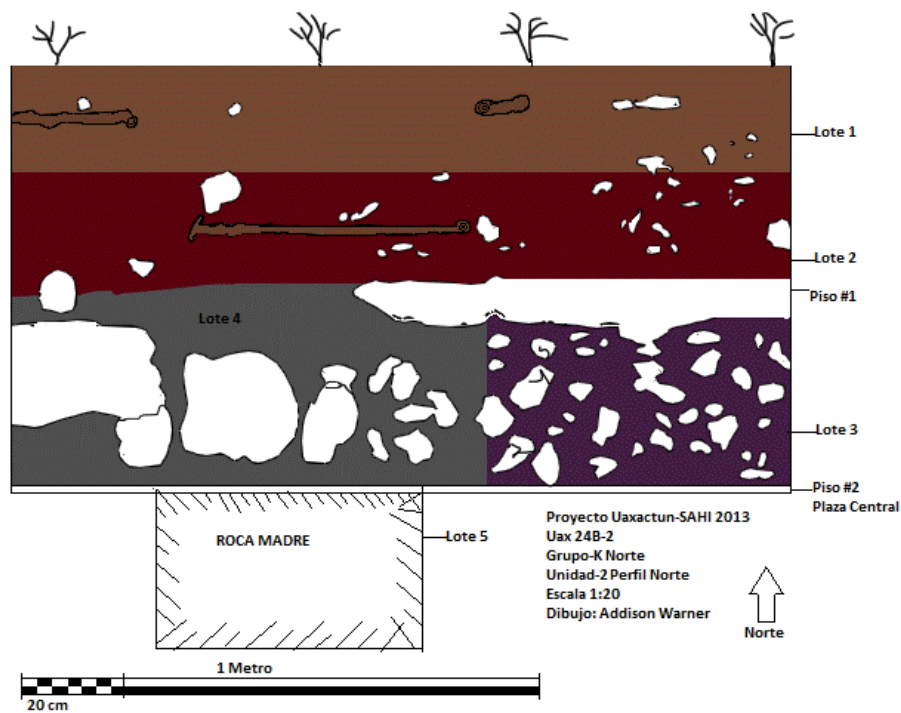 Lote 1
Lote 2
Piso #1
Lote 4
Lote 3
Piso #2
Plaza Central
ROCA MADRE
Lote 5
Proyecto Uaxactun-SAHI 2013
Uax 24B-2
Grupo-K Norte
Unidad-2 Perfil Norte
Escala 1:20
Dibujo: Addison Warner
Norte
1 Metro
20 cm